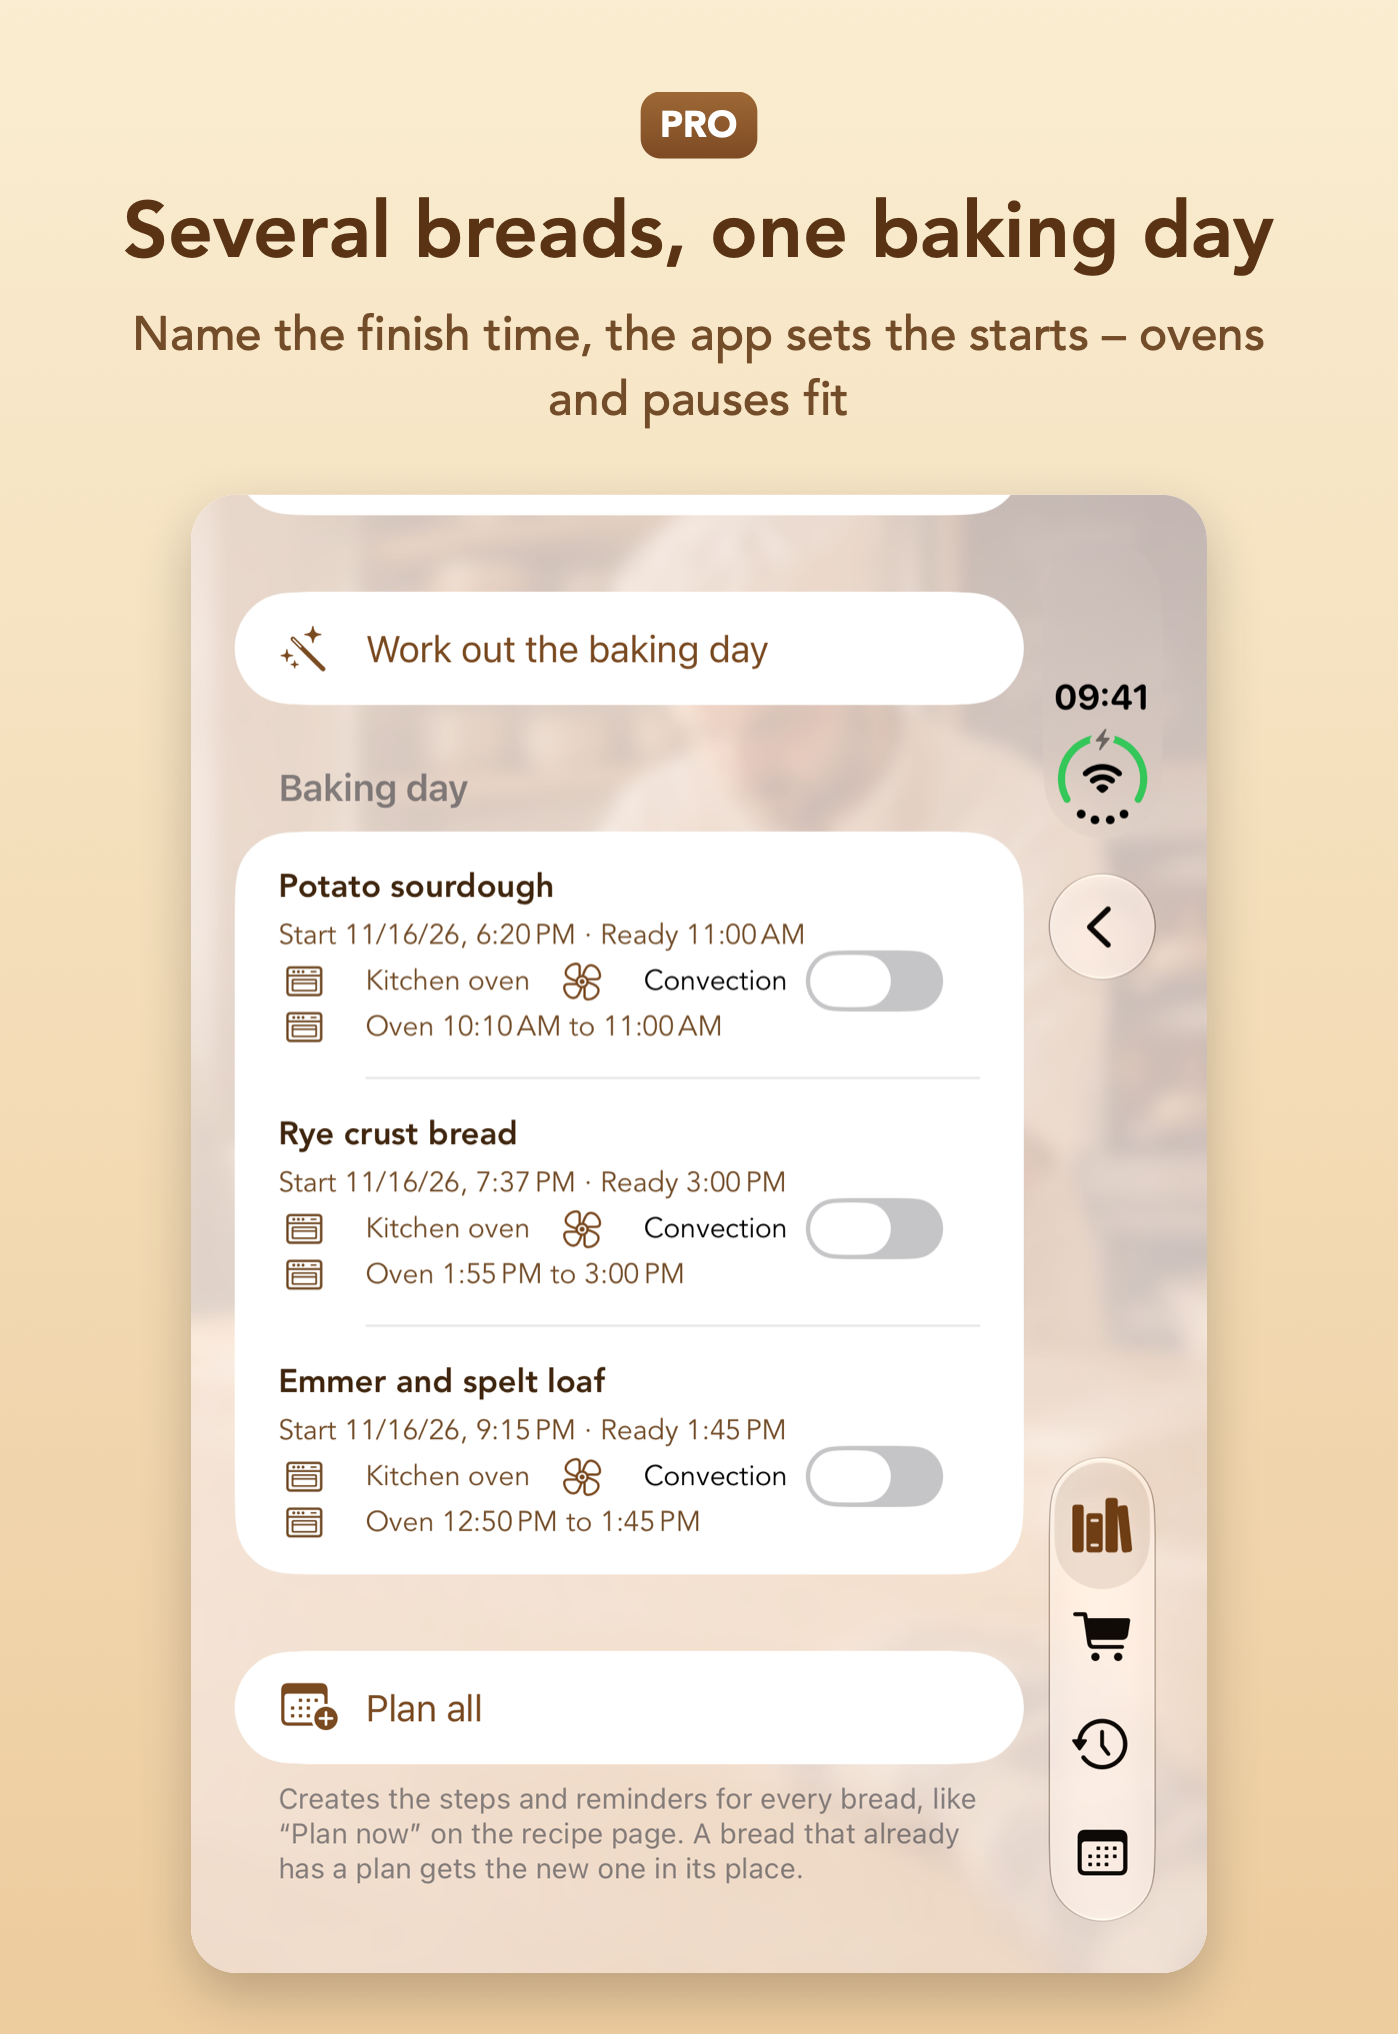 PRO
Several breads, one baking day
Name the finish time, the app sets the starts – ovens
and pauses fit
Work out the baking day
09:41
Baking day
Potato sourdough
Start 11/16/26, 6:20 PM · Ready 11:00 AM
Kitchen oven Convection
Oven 10:10 AM to 11:00 AM
Rye crust bread
Start 11/16/26, 7:37 PM · Ready 3:00 PM
Kitchen oven Convection
Oven 1:55 PM to 3:00 PM
Emmer and spelt loaf
Start 11/16/26, 9:15 PM · Ready 1:45 PM
Kitchen oven Convection
Oven 12:50 PM to 1:45 PM
Plan all
Creates the steps and reminders for every bread, like
“Plan now” on the recipe page. A bread that already
has a plan gets the new one in its place.